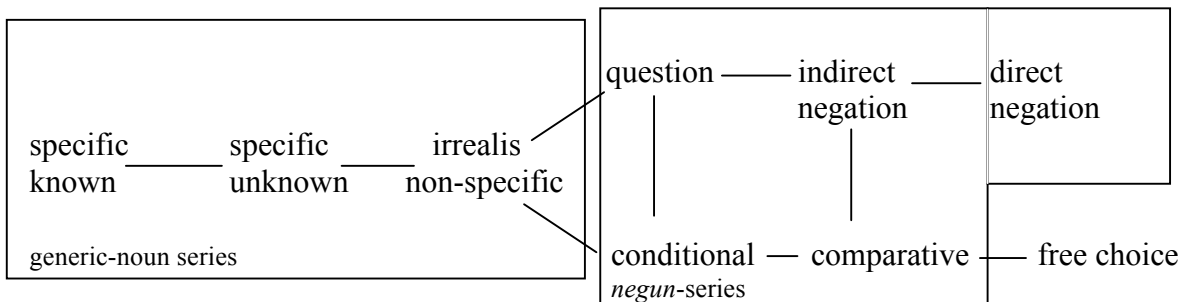 question
indirect
negation
direct
negation
specific
known
specific
unknown
irrealis
non-specific
generic-noun series
conditional
comparative
free choice
negun-series